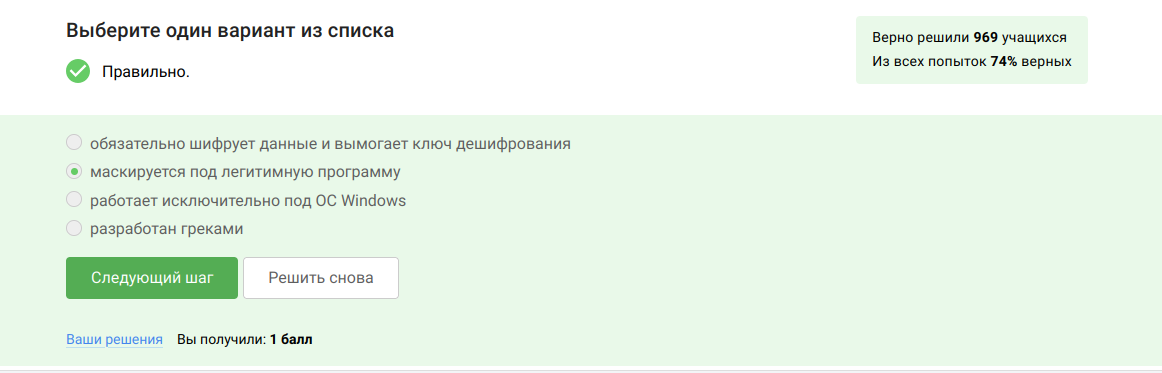 Выберите один вариант из списка
Правильно.
Верно решили 969 учащихся
Из всех попыток 74% верных
обязательно шифрует данные и вымогает ключ дешифрования
маскируется под легитимную программу
работает исключительно под ОС Windows
разработан греками
Следующий шаг
Решить снова
Ваши решения Вы получили: 1 балл